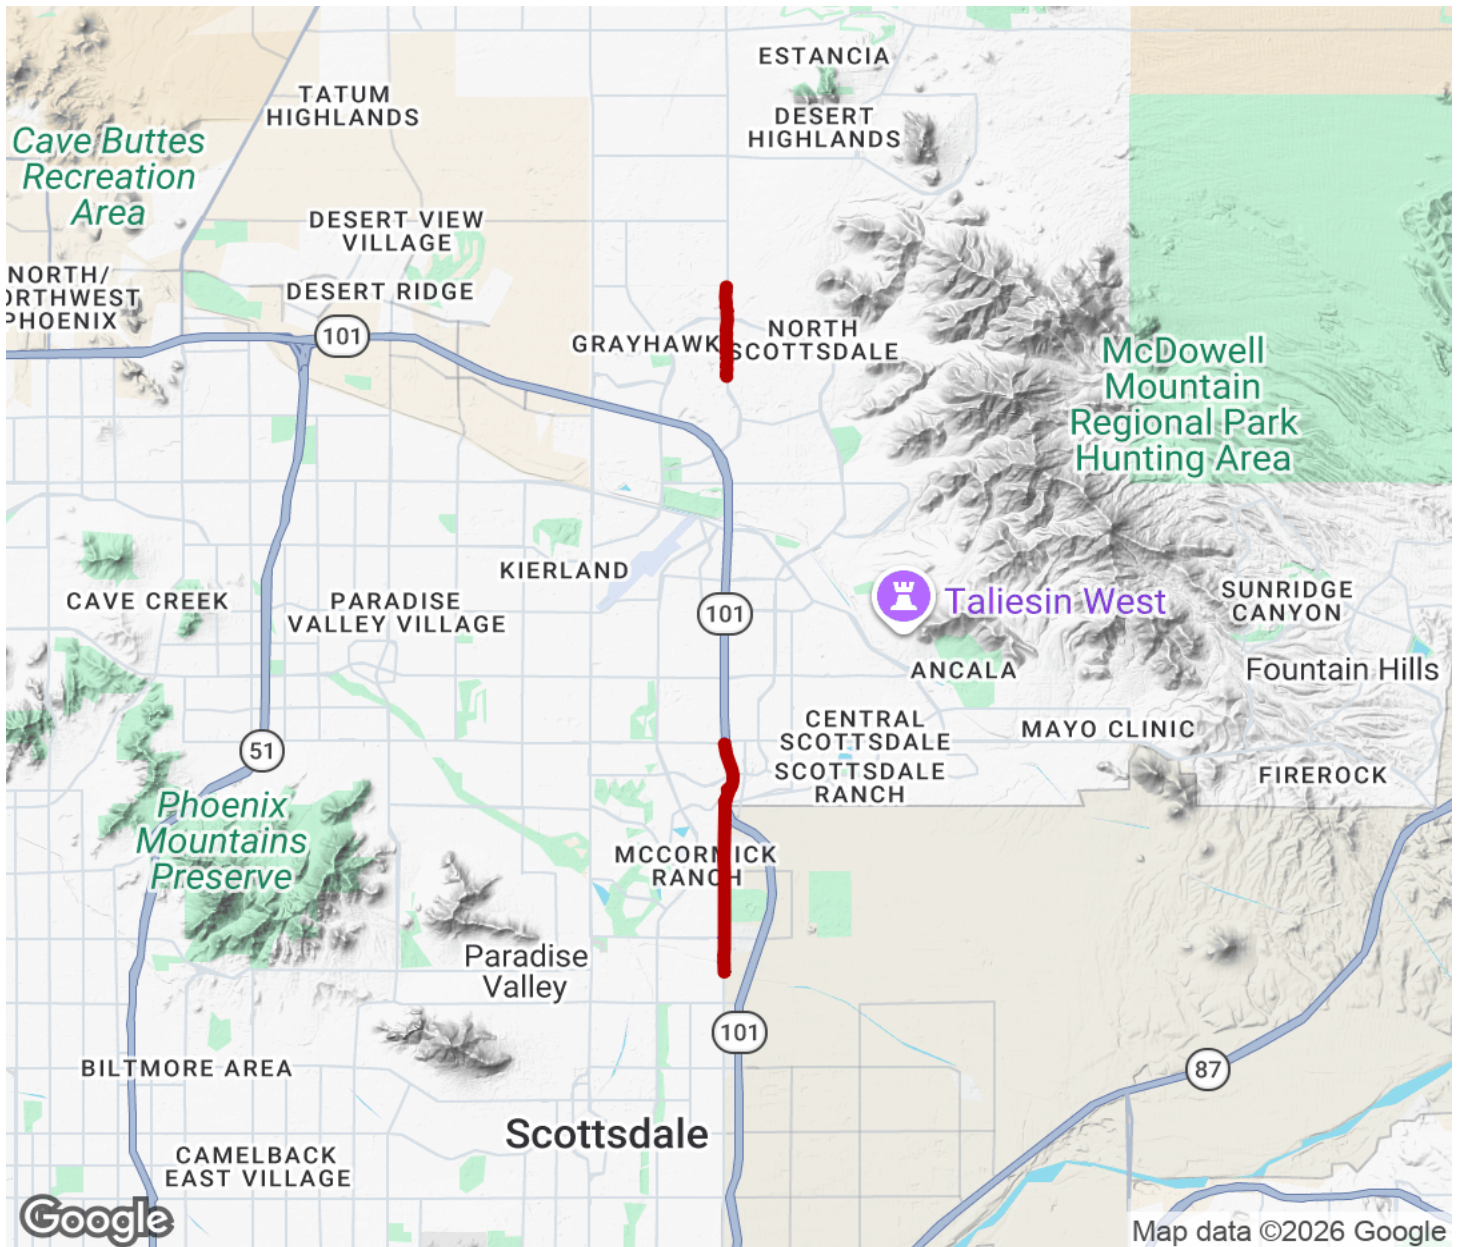 ESTANCIA
TATUM
HIGHLANDS
DESERT
HIGHLANDS
Cave Buttes
Recreation
Area
DESERT VIEW
VILLAGE
NORTH/
ORTHWEST
PHOENIX
DESERT RIDGE
101
GRAYHAWK
NORTH
SCOTTSDALE
McDowell
Mountain
Regional Park
Hunting Area
KIERLAND
CAVE CREEK
PARADISE
VALLEY VILLAGE
101
Taliesin West
SUNRIDGE
CANYON
ANCALA
Fountain Hills
51
CENTRAL
SCOTTSDALE
MAYO CLINIC
SCOTTSDALE
RANCH
FIREROCK
Phoenix
Mountains
Preserve
MCCORMICK
RANCH
Paradise
Valley
101
BILTMORE AREA
87
Scottsdale
CAMELBACK
EAST VILLAGE
Google
Map data ©2026 Google